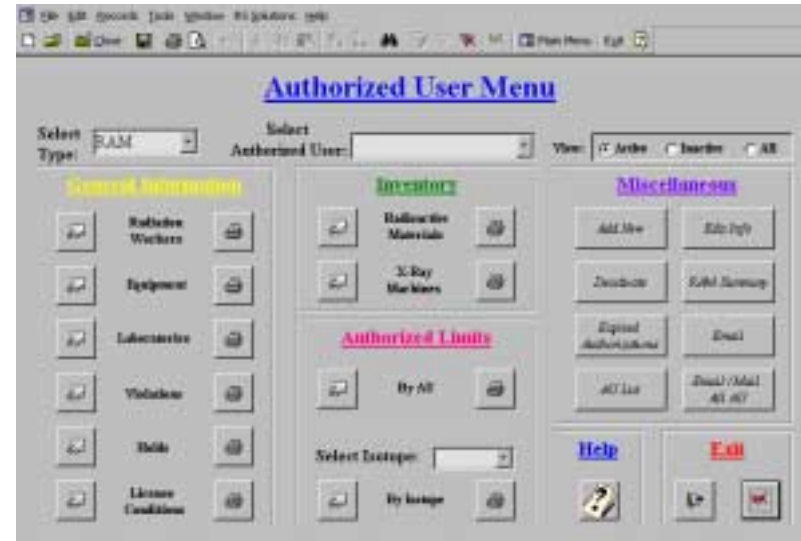 File Edit Records Tools Window RS Solutions Help
Close Main Menu Exit
Authorized User Menu
Select Type: RAM
Select Authorized User:
View: Active Inactive All
General Information
Radiation Workers
Equipment
Laboratories
Violations
Holds
License Conditions
Inventory
Radioactive Materials
X-Ray Machines
Authorized Limits
By AU
Select Isotope:
By Isotope
Miscellaneous
Add New
Edit Info
Deactivate
RAM Summary
Expired Authorizations
Email
AU List
Email / Mail All AU
Help
Exit